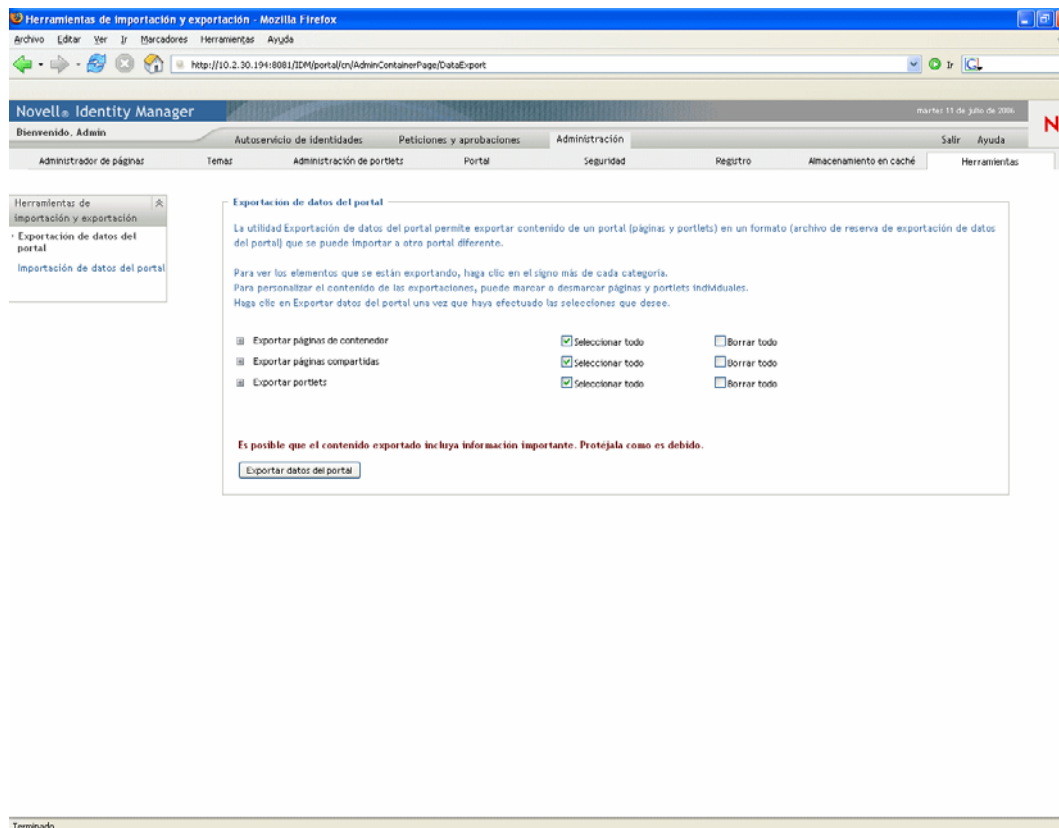 Herramientas de importación y exportación - Mozilla Firefox
Archivo Editar Ver Ir Marcadores Herramientas Ayuda
http://10.2.30.194:8081/IDM/portal/cn/AdminContainerPage/DataExport Ir
Novell® Identity Manager martes 11 de julio de 2006
N
Bienvenido, Admin Autoservicio de identidades Peticiones y aprobaciones Administración Salir Ayuda
Administrador de páginas Temas Administración de portlets Portal Seguridad Registro Almacenamiento en caché Herramientas
Herramientas de importación y exportación
Exportación de datos del portal
Importación de datos del portal
Exportación de datos del portal
La utilidad Exportación de datos del portal permite exportar contenido de un portal (páginas y portlets) en un formato (archivo de reserva de exportación de datos
del portal) que se puede importar a otro portal diferente.
Para ver los elementos que se están exportando, haga clic en el signo más de cada categoría.
Para personalizar el contenido de las exportaciones, puede marcar o desmarcar páginas y portlets individuales.
Haga clic en Exportar datos del portal una vez que haya efectuado las selecciones que desee.
Exportar páginas de contenedor Seleccionar todo Borrar todo
Exportar páginas compartidas Seleccionar todo Borrar todo
Exportar portlets Seleccionar todo Borrar todo
Es posible que el contenido exportado incluya información importante. Protéjala como es debido.
Exportar datos del portal
Terminado